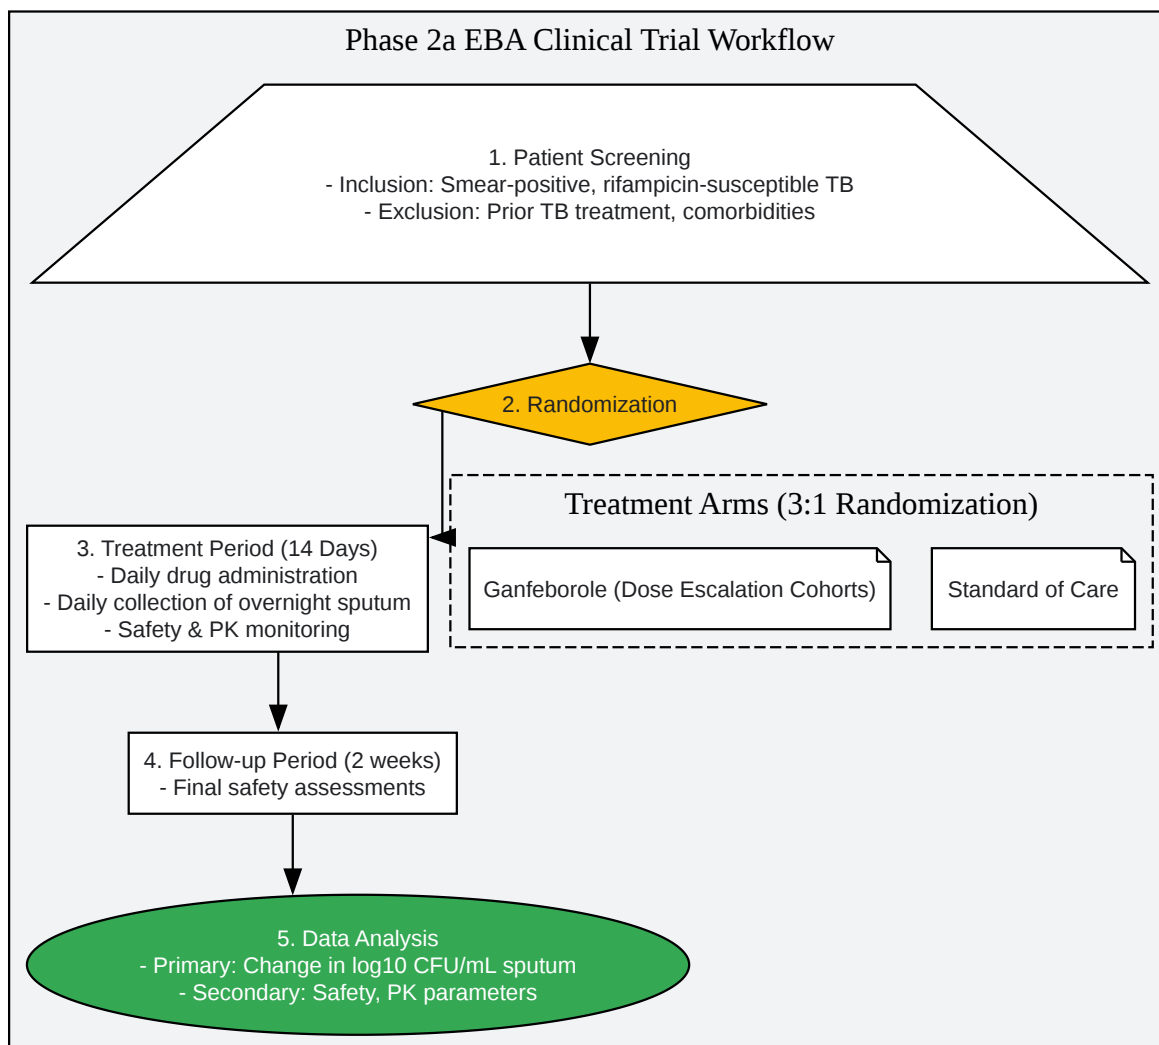 Phase 2a EBA Clinical Trial Workflow
1. Patient Screening
- Inclusion: Smear-positive, rifampicin-susceptible TB
- Exclusion: Prior TB treatment, comorbidities
2. Randomization
Treatment Arms (3:1 Randomization)
Ganfeborole (Dose Escalation Cohorts)
Standard of Care
3. Treatment Period (14 Days)
- Daily drug administration
- Daily collection of overnight sputum
- Safety & PK monitoring
4. Follow-up Period (2 weeks)
- Final safety assessments
5. Data Analysis
- Primary: Change in log10 CFU/mL sputum
- Secondary: Safety, PK parameters